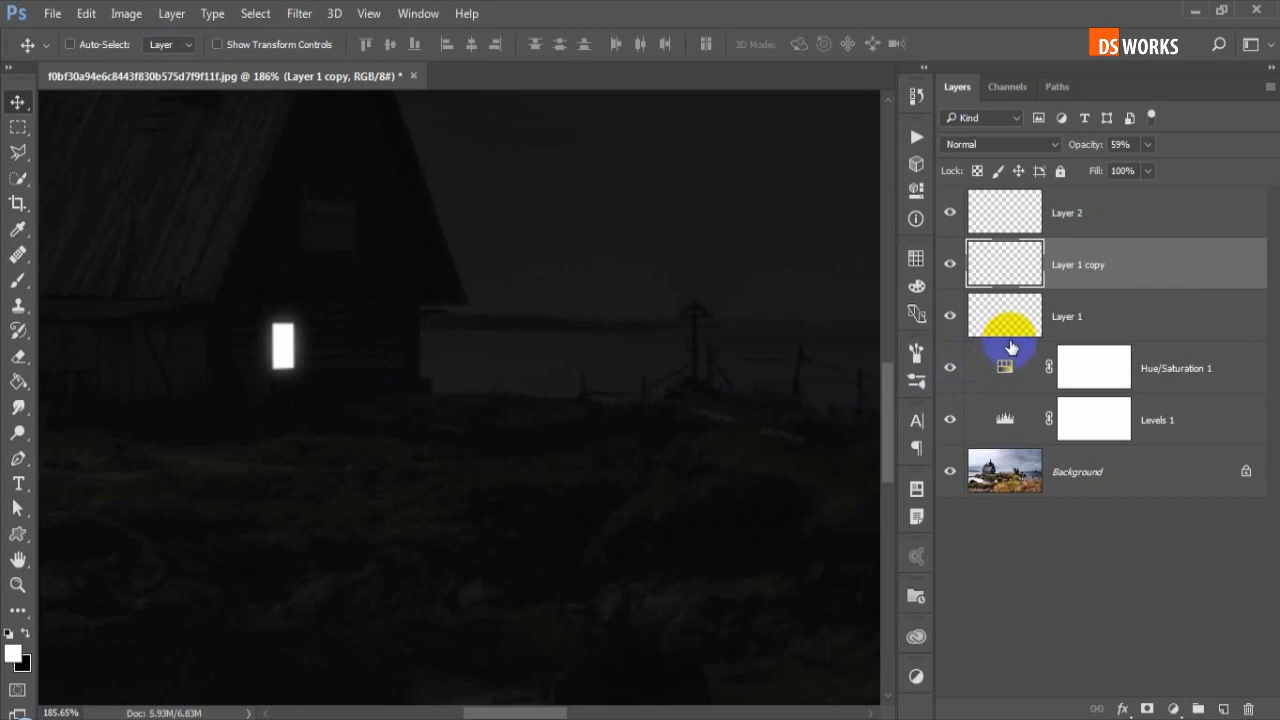 Ps File Edit Image Layer Type Select Filter 3D View Window Help
Auto-Select: Layer Show Transform Controls 3D Mode: DS WORKS
f0bf30a94e6c8443f830b575d7f9f11f.jpg @ 186% (Layer 1 copy, RGB/8#) *
Layers Channels Paths
Kind
Normal Opacity: 59%
Lock: Fill: 100%
Layer 2
Layer 1 copy
Layer 1
Hue/Saturation 1
Levels 1
Background
185.65% Doc: 5.93M/6.83M